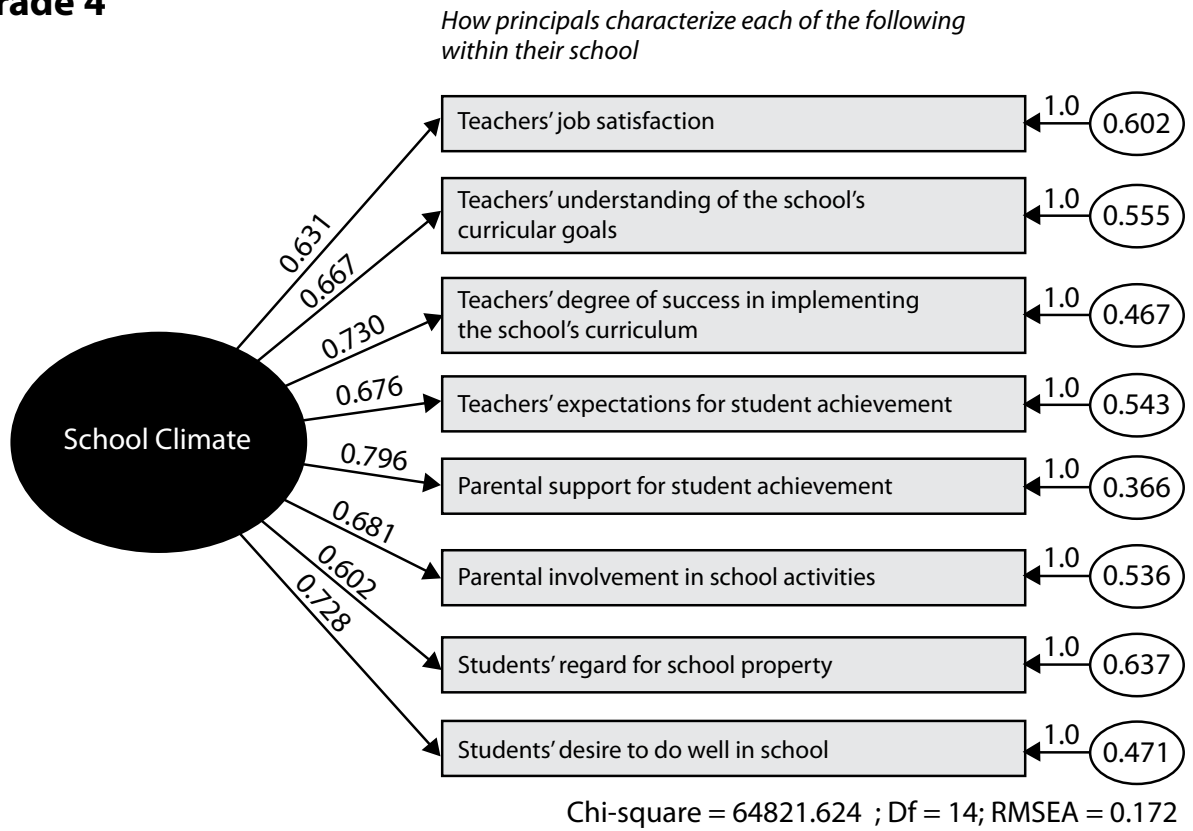 rade 4
How principals characterize each of the following
within their school
Teachers' job satisfaction
1.0
0.602
0.631
Teachers' understanding of the school's
curricular goals
1.0
0.555
0.667
Teachers' degree of success in implementing
the school's curriculum
1.0
0.467
0.730
Teachers' expectations for student achievement
1.0
0.543
0.676
School Climate
Parental support for student achievement
1.0
0.366
0.796
Parental involvement in school activities
1.0
0.536
0.681
Students' regard for school property
1.0
0.637
0.602
Students' desire to do well in school
1.0
0.471
0.728
Chi-square = 64821.624 ; Df = 14; RMSEA = 0.172